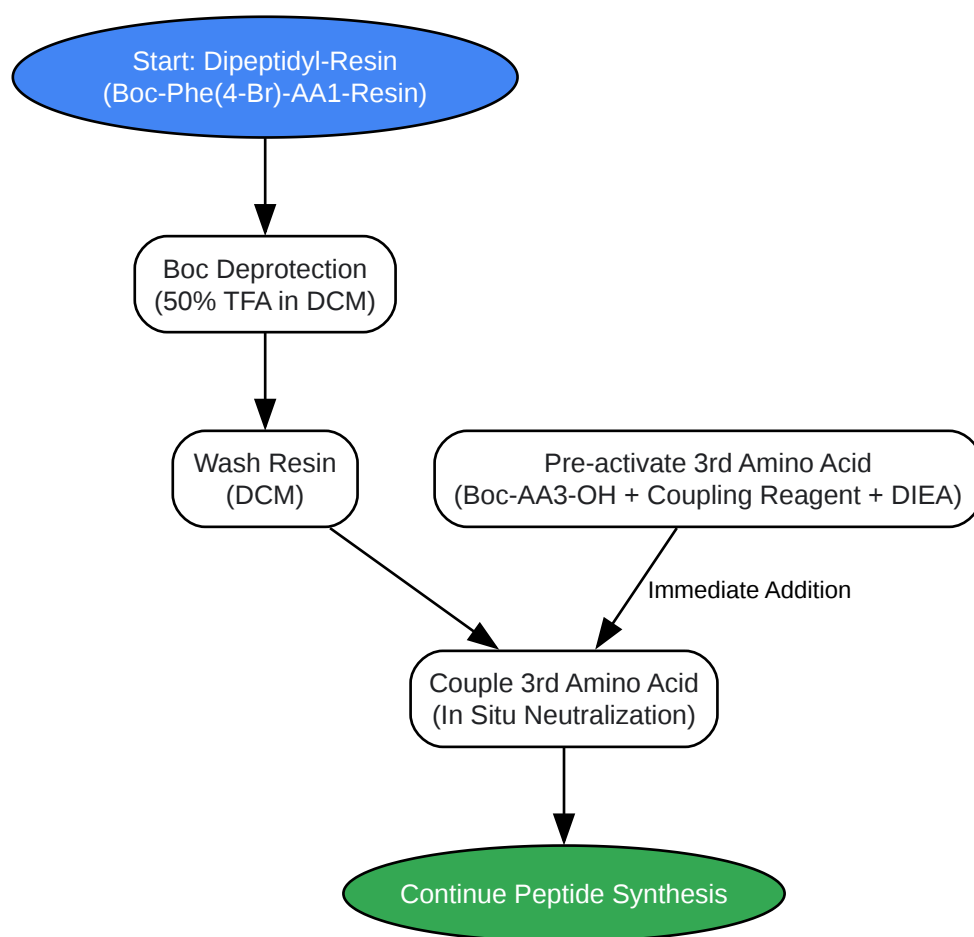 Start: Dipeptidyl-Resin
(Boc-Phe(4-Br)-AA1-Resin)
Boc Deprotection
(50% TFA in DCM)
Wash Resin
(DCM)
Pre-activate 3rd Amino Acid
(Boc-AA3-OH + Coupling Reagent + DIEA)
Immediate Addition
Couple 3rd Amino Acid
(In Situ Neutralization)
Continue Peptide Synthesis